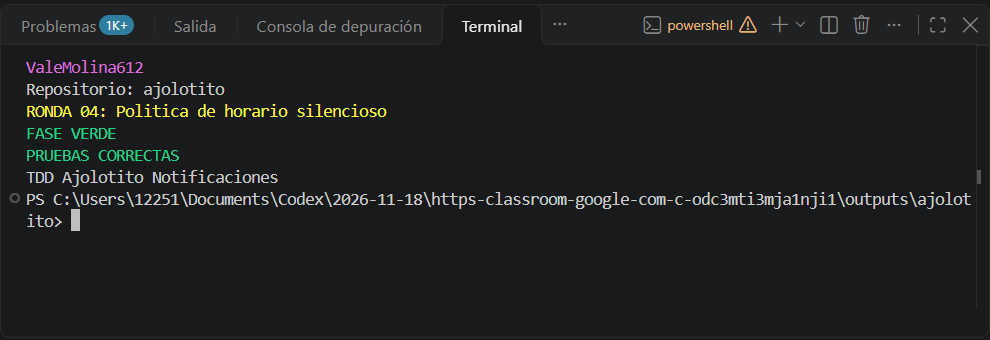 Problemas 1K+ Salida Consola de depuración Terminal ··· powershell ···
ValeMolina612
Repositorio: ajolotito
RONDA 04: Politica de horario silencioso
FASE VERDE
PRUEBAS CORRECTAS
TDD Ajolotito Notificaciones
PS C:\Users\12251\Documents\Codex\2026-11-18\https-classroom-google-com-c-odc3mti3mja1nji1\outputs\ajolot
ito>